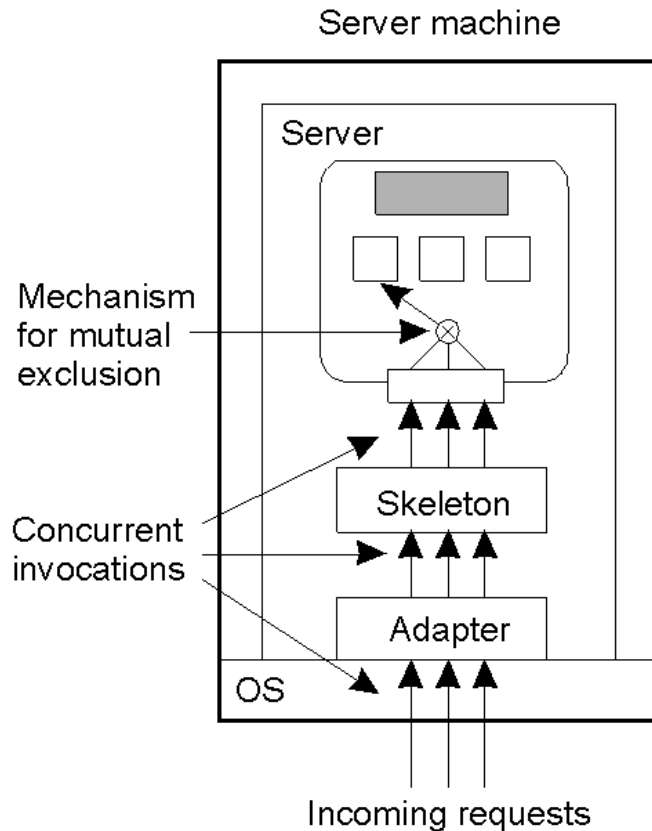 Server machine
Server
Mechanism
for mutual
exclusion
Skeleton
Concurrent
invocations
Adapter
OS
Incoming requests